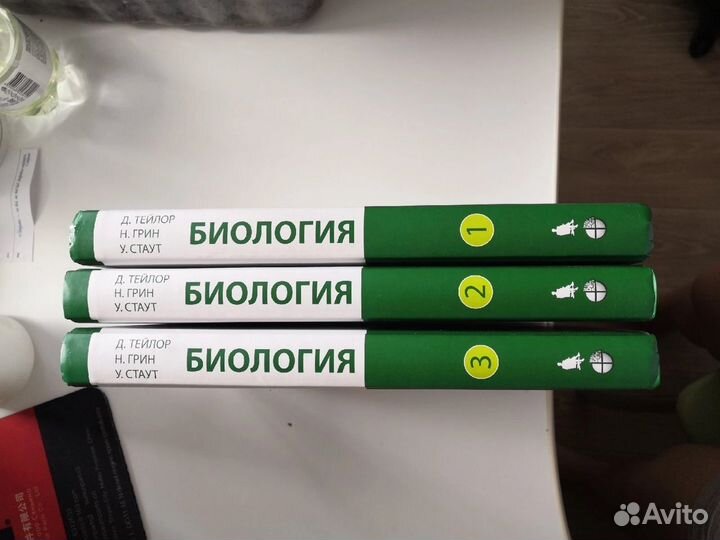 Д. ТЕЙЛОР
Н. ГРИН
У. СТАУТ
БИОЛОГИЯ
1
Д. ТЕЙЛОР
Н. ГРИН
У. СТАУТ
БИОЛОГИЯ
2
Д. ТЕЙЛОР
Н. ГРИН
У. СТАУТ
БИОЛОГИЯ
3
Avito